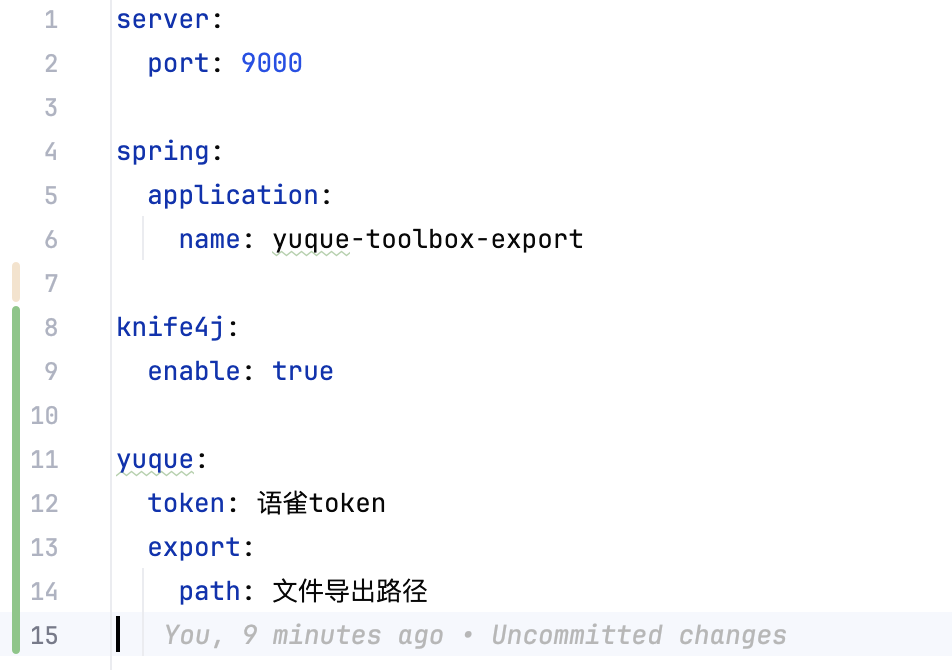 1 server:
2   port: 9000
3
4 spring:
5   application:
6     name: yuque-toolbox-export
7
8 knife4j:
9   enable: true
10
11 yuque:
12   token: 语雀token
13   export:
14     path: 文件导出路径
15 You, 9 minutes ago • Uncommitted changes